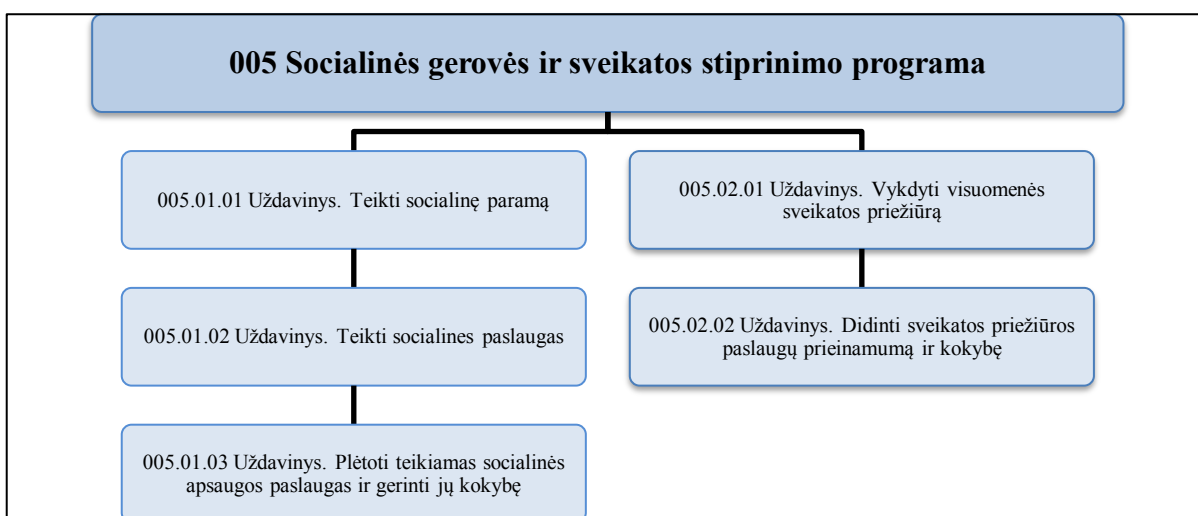 005 Socialinės gerovės ir sveikatos stiprinimo programa
005.01.01 Uždavinys. Teikti socialinę paramą
005.01.02 Uždavinys. Teikti socialines paslaugas
005.01.03 Uždavinys. Plėtoti teikiamas socialinės
apsaugos paslaugas ir gerinti jų kokybę
005.02.01 Uždavinys. Vykdyti visuomenės
sveikatos priežiūrą
005.02.02 Uždavinys. Didinti sveikatos priežiūros
paslaugų prieinamumą ir kokybę